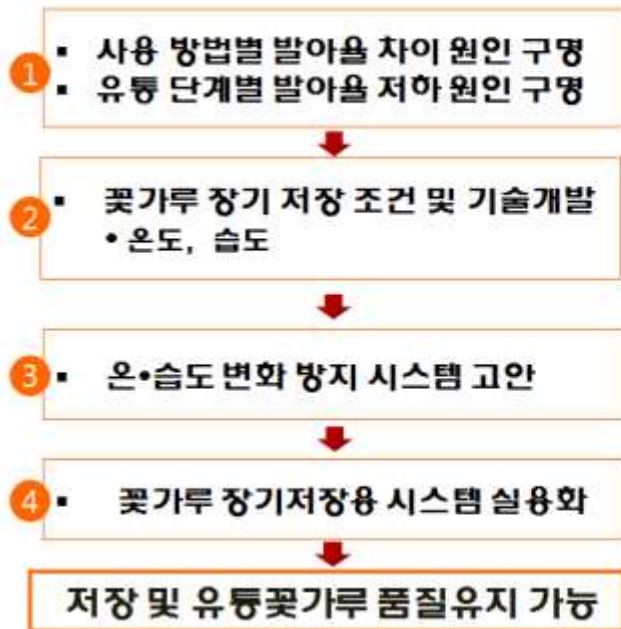 1
▪ 사용 방법별 발아율 차이 원인 구명
▪ 유통 단계별 발아율 저하 원인 구명
2
▪ 꽃가루 장기 저장 조건 및 기술개발
• 온도, 습도
3
▪ 온•습도 변화 방지 시스템 고안
4
▪ 꽃가루 장기저장용 시스템 실용화
저장 및 유통꽃가루 품질유지 가능